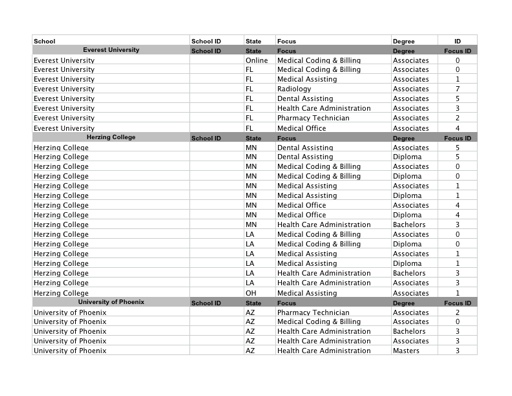 School School ID State Focus Degree ID
Everest University School ID State Focus Degree Focus ID
Everest University Online Medical Coding & Billing Associates 0
Everest University FL Medical Coding & Billing Associates 0
Everest University FL Medical Assisting Associates 1
Everest University FL Radiology Associates 7
Everest University FL Dental Assisting Associates 5
Everest University FL Health Care Administration Associates 3
Everest University FL Pharmacy Technician Associates 2
Everest University FL Medical Office Associates 4
Herzing College School ID State Focus Degree Focus ID
Herzing College MN Dental Assisting Associates 5
Herzing College MN Dental Assisting Diploma 5
Herzing College MN Medical Coding & Billing Associates 0
Herzing College MN Medical Coding & Billing Diploma 0
Herzing College MN Medical Assisting Associates 1
Herzing College MN Medical Assisting Diploma 1
Herzing College MN Medical Office Associates 4
Herzing College MN Medical Office Diploma 4
Herzing College MN Health Care Administration Bachelors 3
Herzing College LA Medical Coding & Billing Associates 0
Herzing College LA Medical Coding & Billing Diploma 0
Herzing College LA Medical Assisting Associates 1
Herzing College LA Medical Assisting Diploma 1
Herzing College LA Health Care Administration Bachelors 3
Herzing College LA Health Care Administration Associates 3
Herzing College OH Medical Assisting Associates 1
University of Phoenix School ID State Focus Degree Focus ID
University of Phoenix AZ Pharmacy Technician Associates 2
University of Phoenix AZ Medical Coding & Billing Associates 0
University of Phoenix AZ Health Care Administration Bachelors 3
University of Phoenix AZ Health Care Administration Associates 3
University of Phoenix AZ Health Care Administration Masters 3